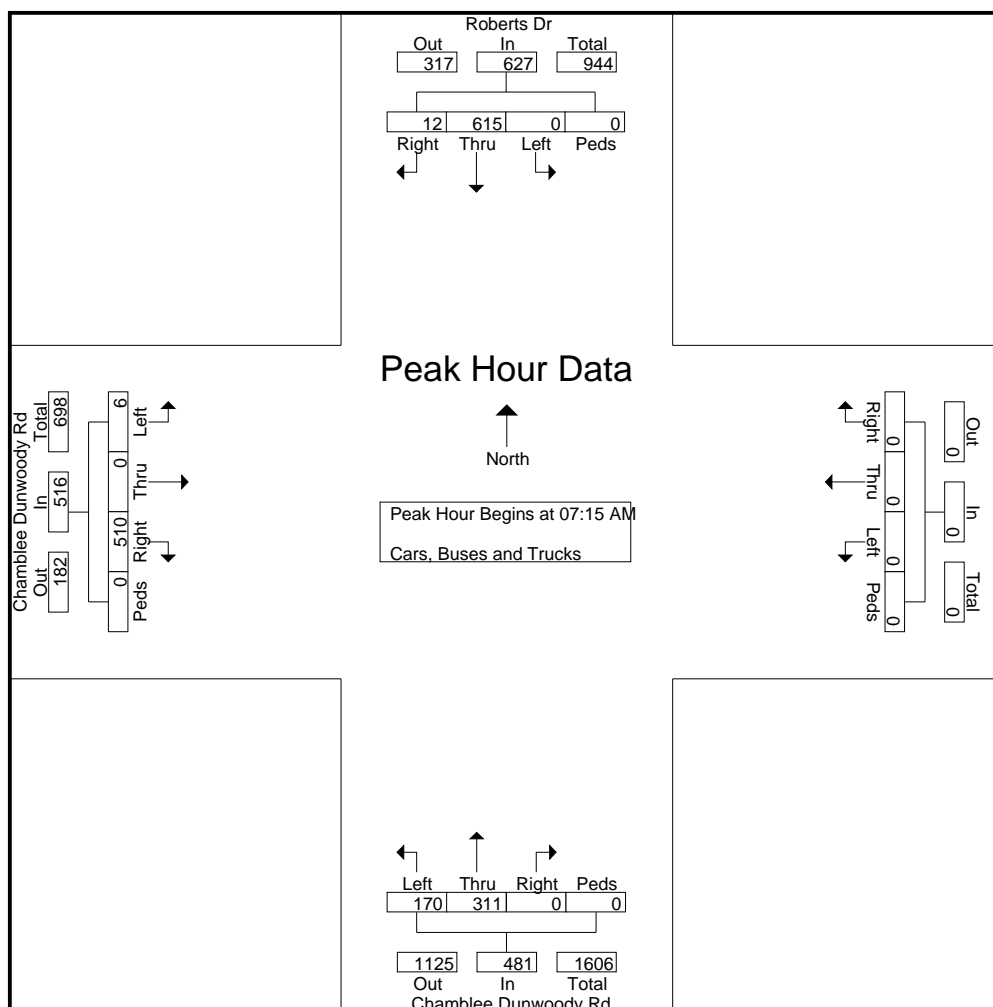 Roberts Dr
Out In Total
317 627 944
12 615 0 0
Right Thru Left Peds
Peak Hour Data
North
Peak Hour Begins at 07:15 AM
Cars, Buses and Trucks
Chamblee Dunwoody Rd
Out In Total
182 516 698
0 510 0 6
Peds Right Thru Left
Out In Total
0 0 0
0 0 0 0
Right Thru Left Peds
Left Thru Right Peds
170 311 0 0
1125 481 1606
Out In Total
Chamblee Dunwoody Rd